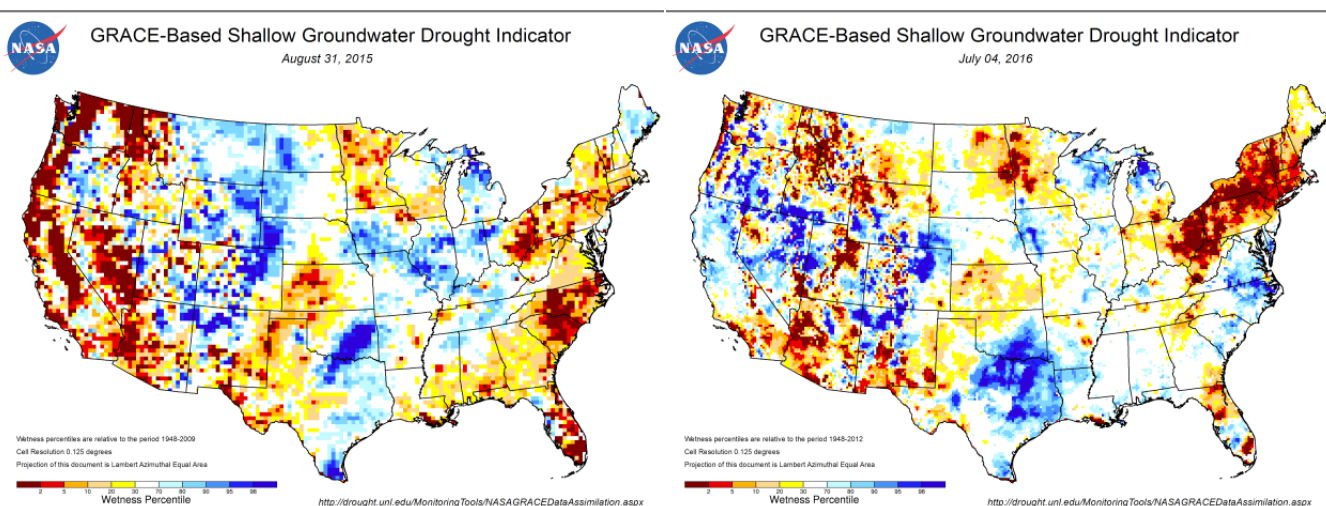 NASA
GRACE-Based Shallow Groundwater Drought Indicator
August 31, 2015
Wetness percentiles are relative to the period 1948-2009
Cell Resolution 0.125 degrees
Projection of this document is Lambert Azimuthal Equal Area
2 5 10 20 30 70 80 90 95 98
Wetness Percentile
http://drought.unl.edu/MonitoringTools/NASAGRACEDataAssimilation.aspx
NASA
GRACE-Based Shallow Groundwater Drought Indicator
July 04, 2016
Wetness percentiles are relative to the period 1948-2012
Cell Resolution 0.125 degrees
Projection of this document is Lambert Azimuthal Equal Area
2 5 10 20 30 70 80 90 95 98
Wetness Percentile
http://drought.unl.edu/MonitoringTools/NASAGRACEDataAssimilation.aspx